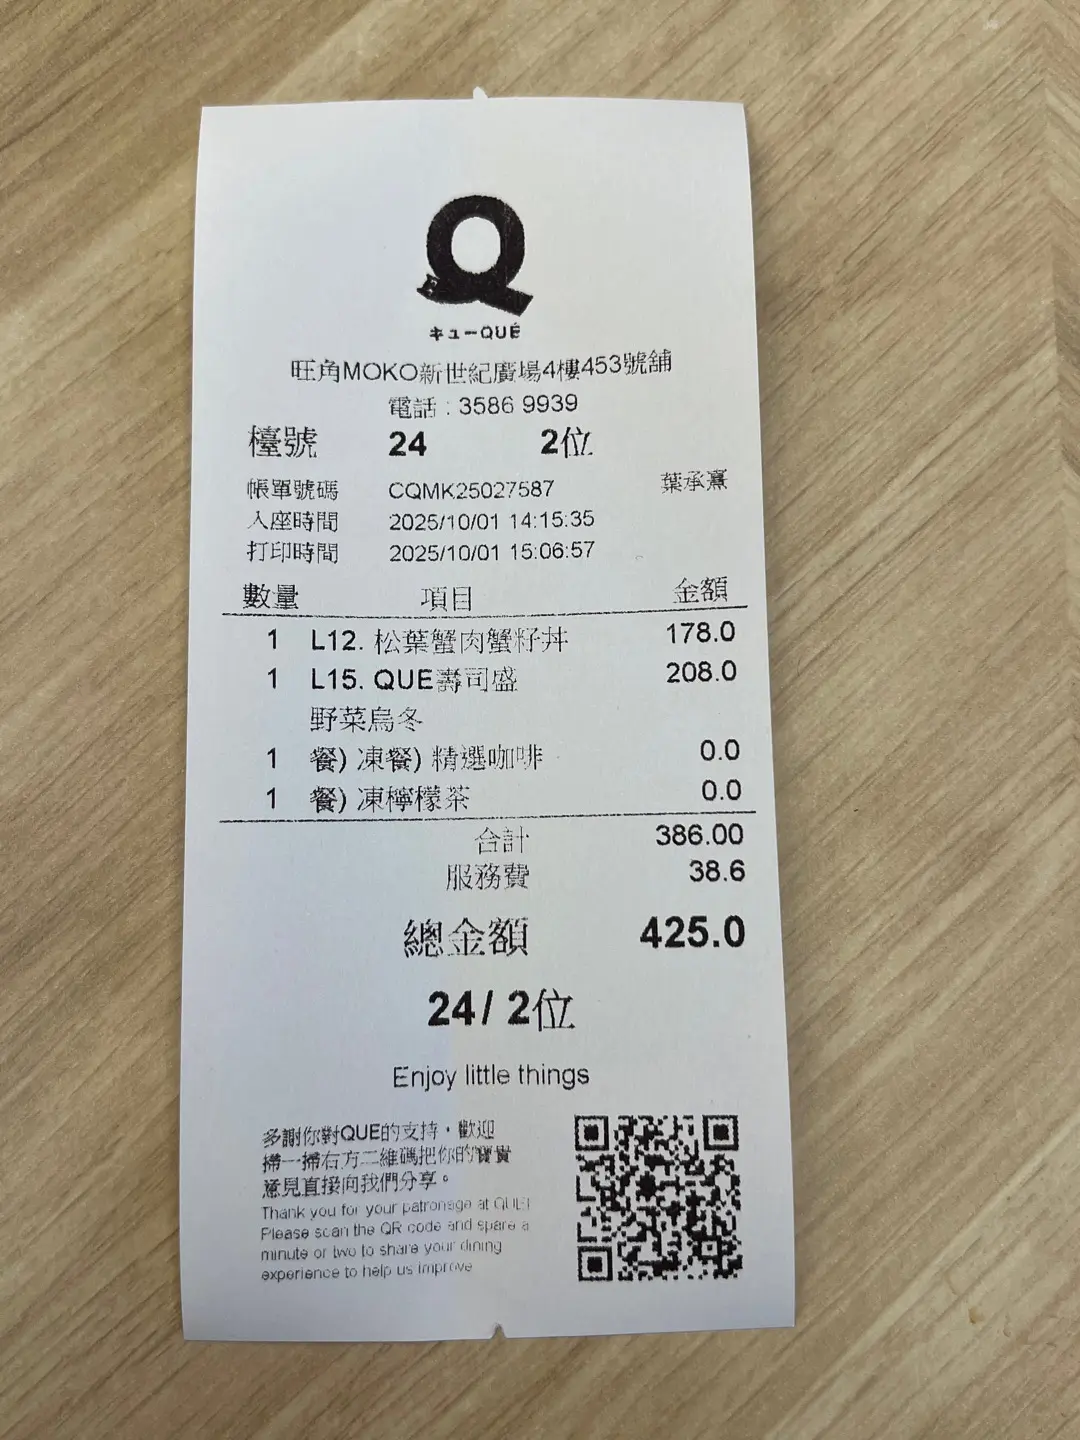 Q
キューQUÉ
旺角MOKO新世紀廣場4樓453號舖
電話 : 3586 9939
檯號 24 2位
帳單號碼 CQMK25027587 葉承熹
入座時間 2025/10/01 14:15:35
打印時間 2025/10/01 15:06:57
數量 項目 金額
1 L12. 松葉蟹肉蟹籽丼 178.0
1 L15. QUE壽司盛 208.0
野菜烏冬
1 餐) 凍餐) 精選咖啡 0.0
1 餐) 凍檸檬茶 0.0
合計 386.00
服務費 38.6
總金額 425.0
24/ 2位
Enjoy little things
多謝你對QUE的支持，歡迎
掃一掃右方二維碼把你的寶貴
意見直接向我們分享。
Thank you for your patronage at QUE!
Please scan the QR code and spare a
minute or two to share your dining
experience to help us improve